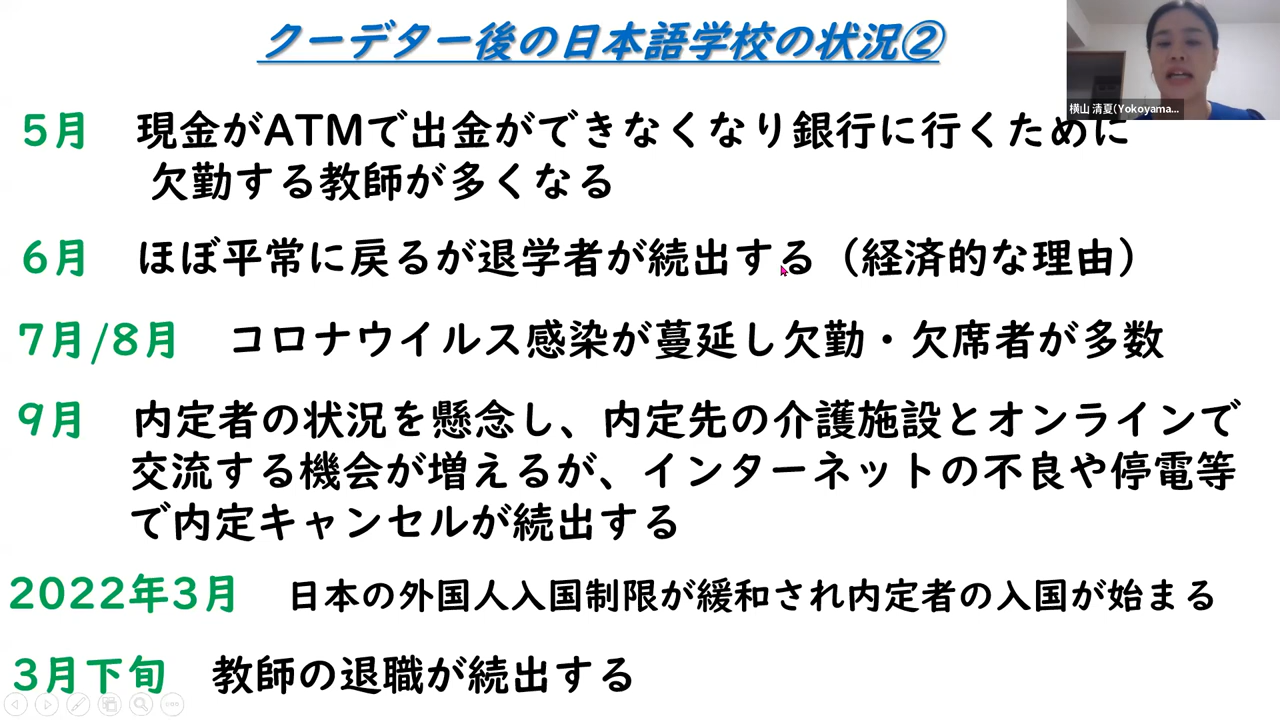 クーデター後の日本語学校の状況②
横山 清夏(Yokoyama...
5月 現金がATMで出金ができなくなり銀行に行くために
欠勤する教師が多くなる
6月 ほぼ平常に戻るが退学者が続出する（経済的な理由）
7月/8月 コロナウイルス感染が蔓延し欠勤・欠席者が多数
9月 内定者の状況を懸念し、内定先の介護施設とオンラインで
交流する機会が増えるが、インターネットの不良や停電等
で内定キャンセルが続出する
2022年3月 日本の外国人入国制限が緩和され内定者の入国が始まる
3月下旬 教師の退職が続出する